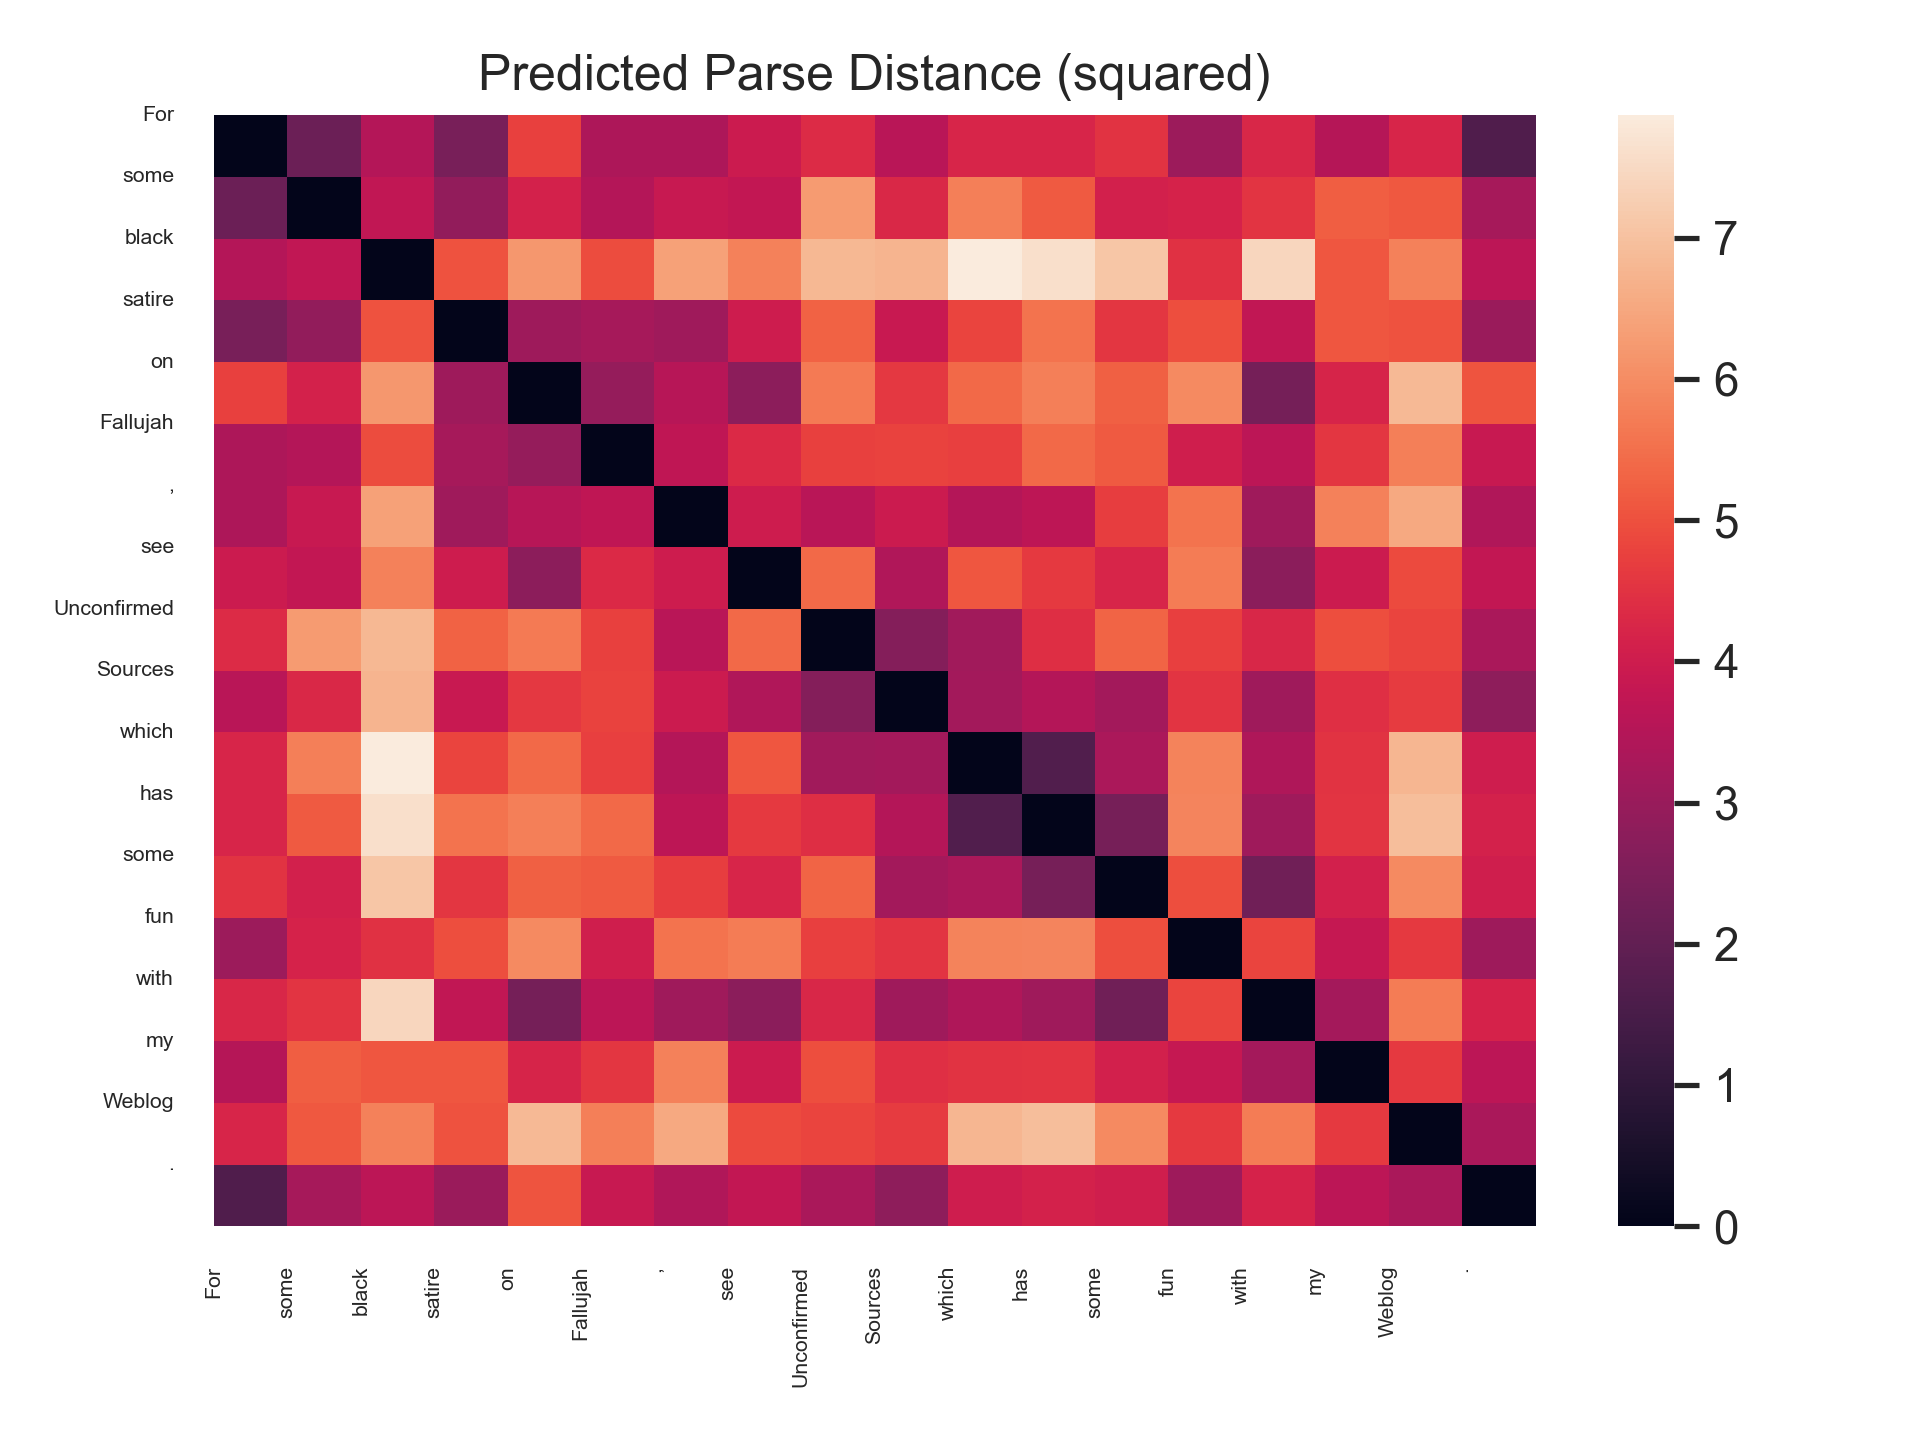 Predicted Parse Distance (squared)
For
some
black
satire
on
Fallujah
,
see
Unconfirmed
Sources
which
has
some
fun
with
my
Weblog
.
7
6
5
4
3
2
1
0
For
some
black
satire
on
Fallujah
,
see
Unconfirmed
Sources
which
has
some
fun
with
my
Weblog
.